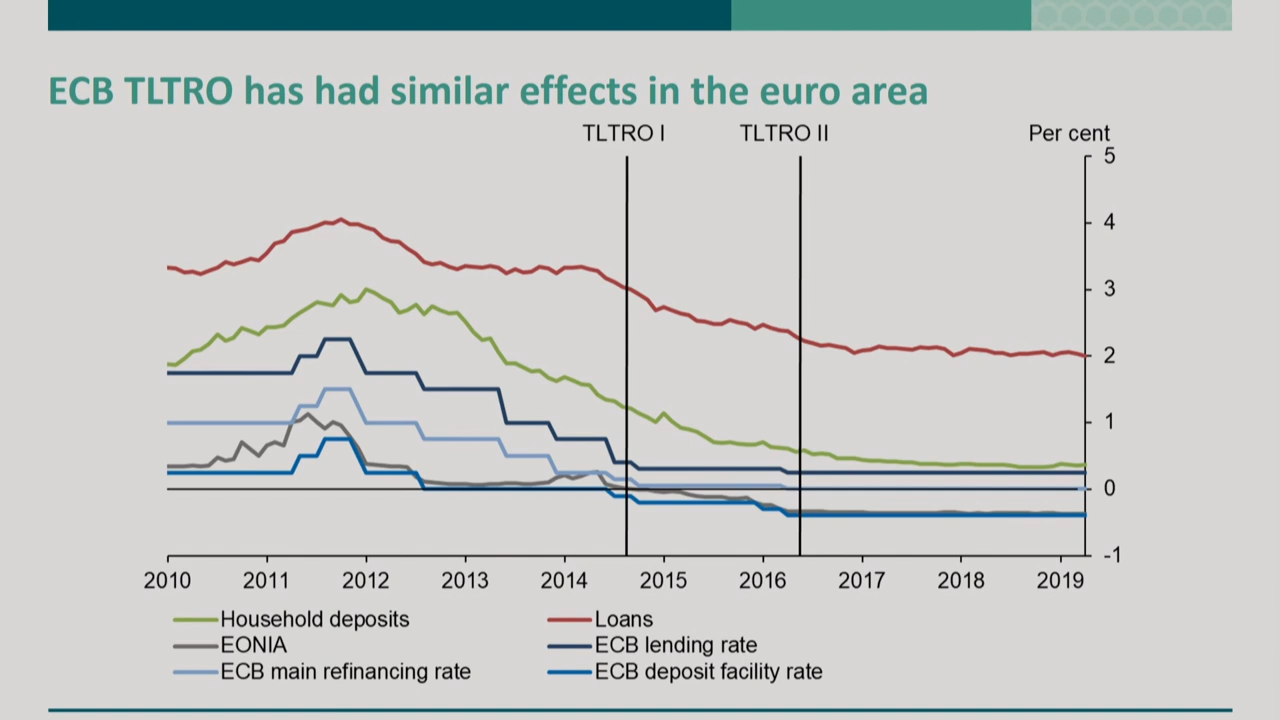 ECB TLTRO has had similar effects in the euro area
TLTRO I TLTRO II Per cent
5
4
3
2
1
0
-1
2010 2011 2012 2013 2014 2015 2016 2017 2018 2019
Household deposits Loans
EONIA ECB lending rate
ECB main refinancing rate ECB deposit facility rate